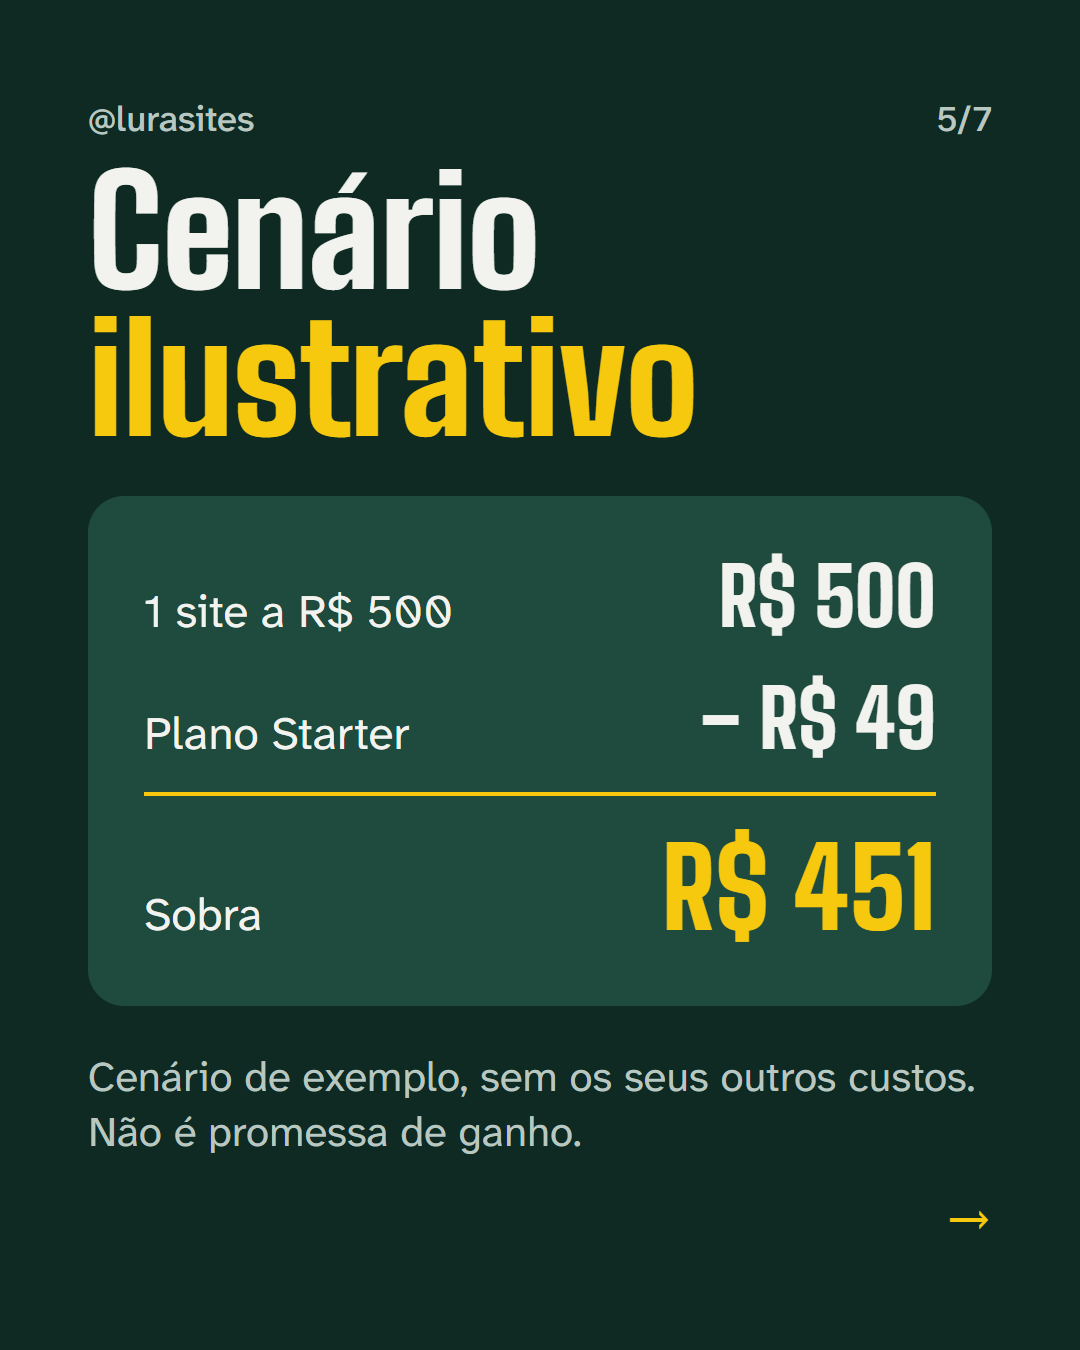 @lurasites 5/7
Cenário
ilustrativo
1 site a R$ 500 R$ 500
Plano Starter – R$ 49
Sobra R$ 451
Cenário de exemplo, sem os seus outros custos.
Não é promessa de ganho.
→